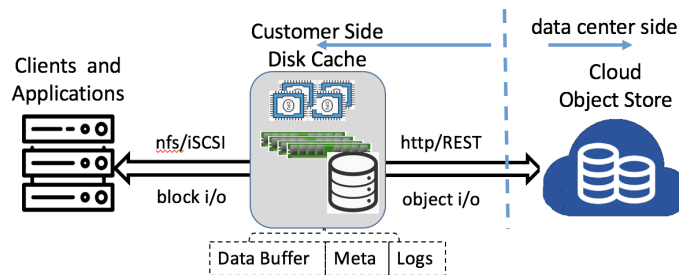 Customer Side
Disk Cache
data center side
Clients and
Applications
Cloud
Object Store
nfs/iSCSI
block i/o
http/REST
object i/o
Data Buffer
Meta
Logs